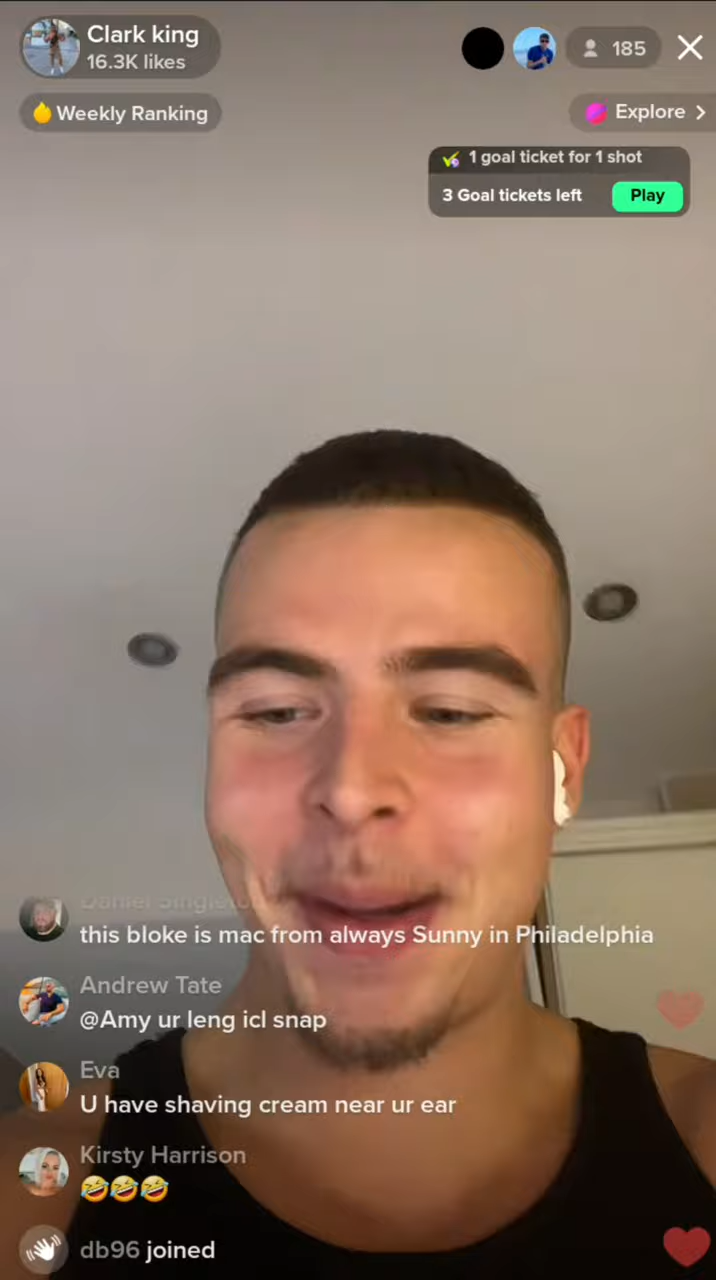 Clark king
16.3K likes
185
Weekly Ranking
Explore
1 goal ticket for 1 shot
3 Goal tickets left
Play
Daniel Singleton
this bloke is mac from always Sunny in Philadelphia
Andrew Tate
@Amy ur leng icl snap
Eva
U have shaving cream near ur ear
Kirsty Harrison
🤣🤣🤣
db96 joined